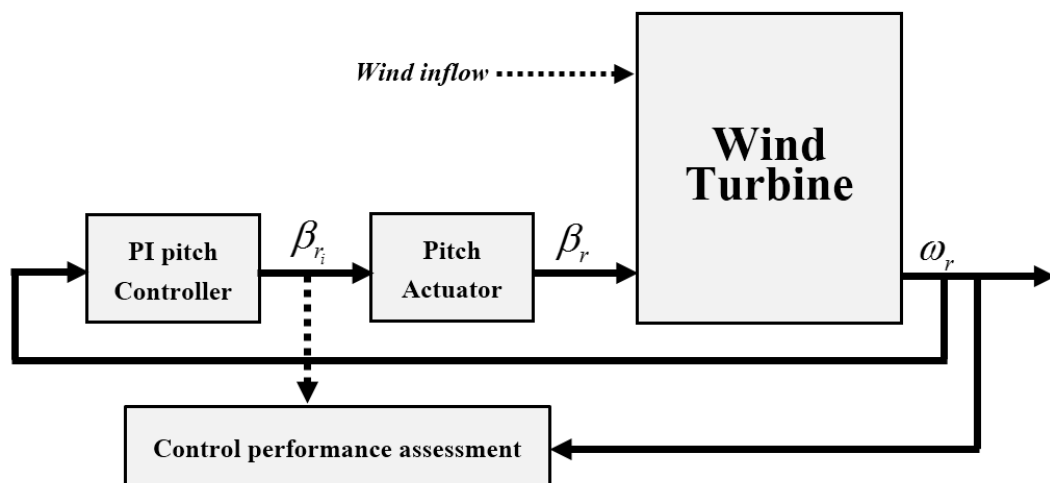 Wind inflow
Wind
Turbine
PI pitch
Controller
β_{r_i}
Pitch
Actuator
β_r
ω_r
Control performance assessment